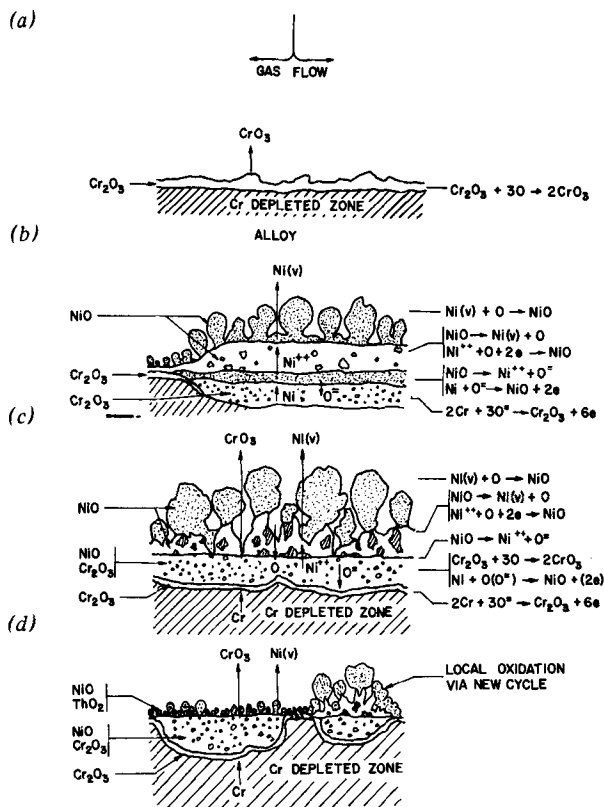 (a)
GAS FLOW
CrO₃
Cr₂O₃
Cr₂O₃ + 3O → 2CrO₃
Cr DEPLETED ZONE
ALLOY
(b)
Ni(v)
NiO
Ni(v) + O → NiO
NiO → Ni(v) + O
Ni⁺⁺ + O + 2e → NiO
Ni⁺⁺
Cr₂O₃
NiO → Ni⁺⁺ + O⁼
Ni + O⁼ → NiO + 2e
Cr₂O₃
Ni
O⁼
2Cr + 3O⁼ → Cr₂O₃ + 6e
(c)
CrO₃
Ni(v)
NiO
Ni(v) + O → NiO
NiO → Ni(v) + O
Ni⁺⁺ + O + 2e → NiO
NiO → Ni⁺⁺ + O⁼
NiO
Cr₂O₃
O
Ni⁺⁺
O⁼
Cr₂O₃ + 3O → 2CrO₃
Ni + O(O⁼) → NiO + (2e)
Cr₂O₃
Cr
Cr DEPLETED ZONE
2Cr + 3O⁼ → Cr₂O₃ + 6e
(d)
CrO₃
Ni(v)
LOCAL OXIDATION
VIA NEW CYCLE
NiO
ThO₂
NiO
Cr₂O₃
Cr₂O₃
Cr
Cr DEPLETED ZONE